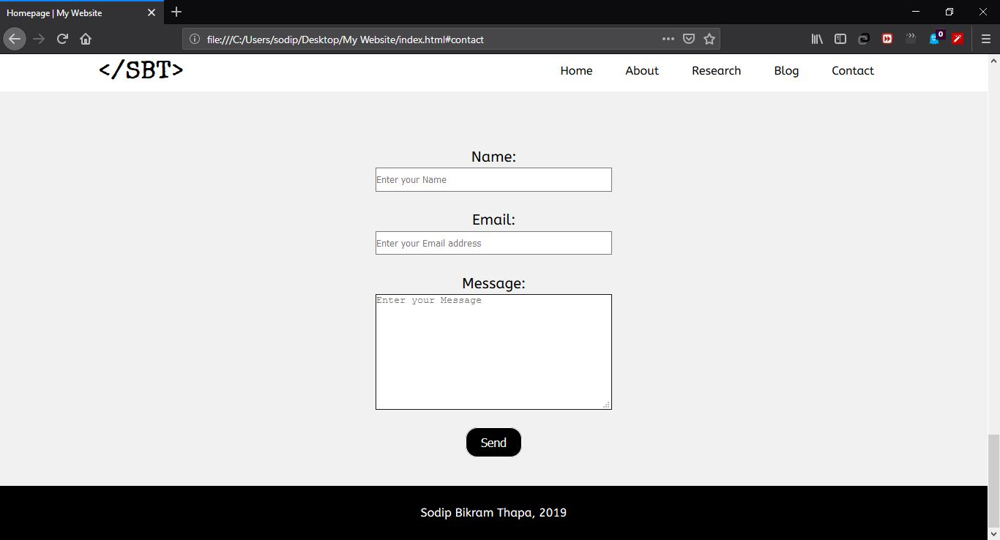 Homepage | My Website
file:///C:/Users/sodip/Desktop/My Website/index.html#contact
0
</SBT>
Home About Research Blog Contact
Name:
Enter your Name
Email:
Enter your Email address
Message:
Enter your Message
Send
Sodip Bikram Thapa, 2019